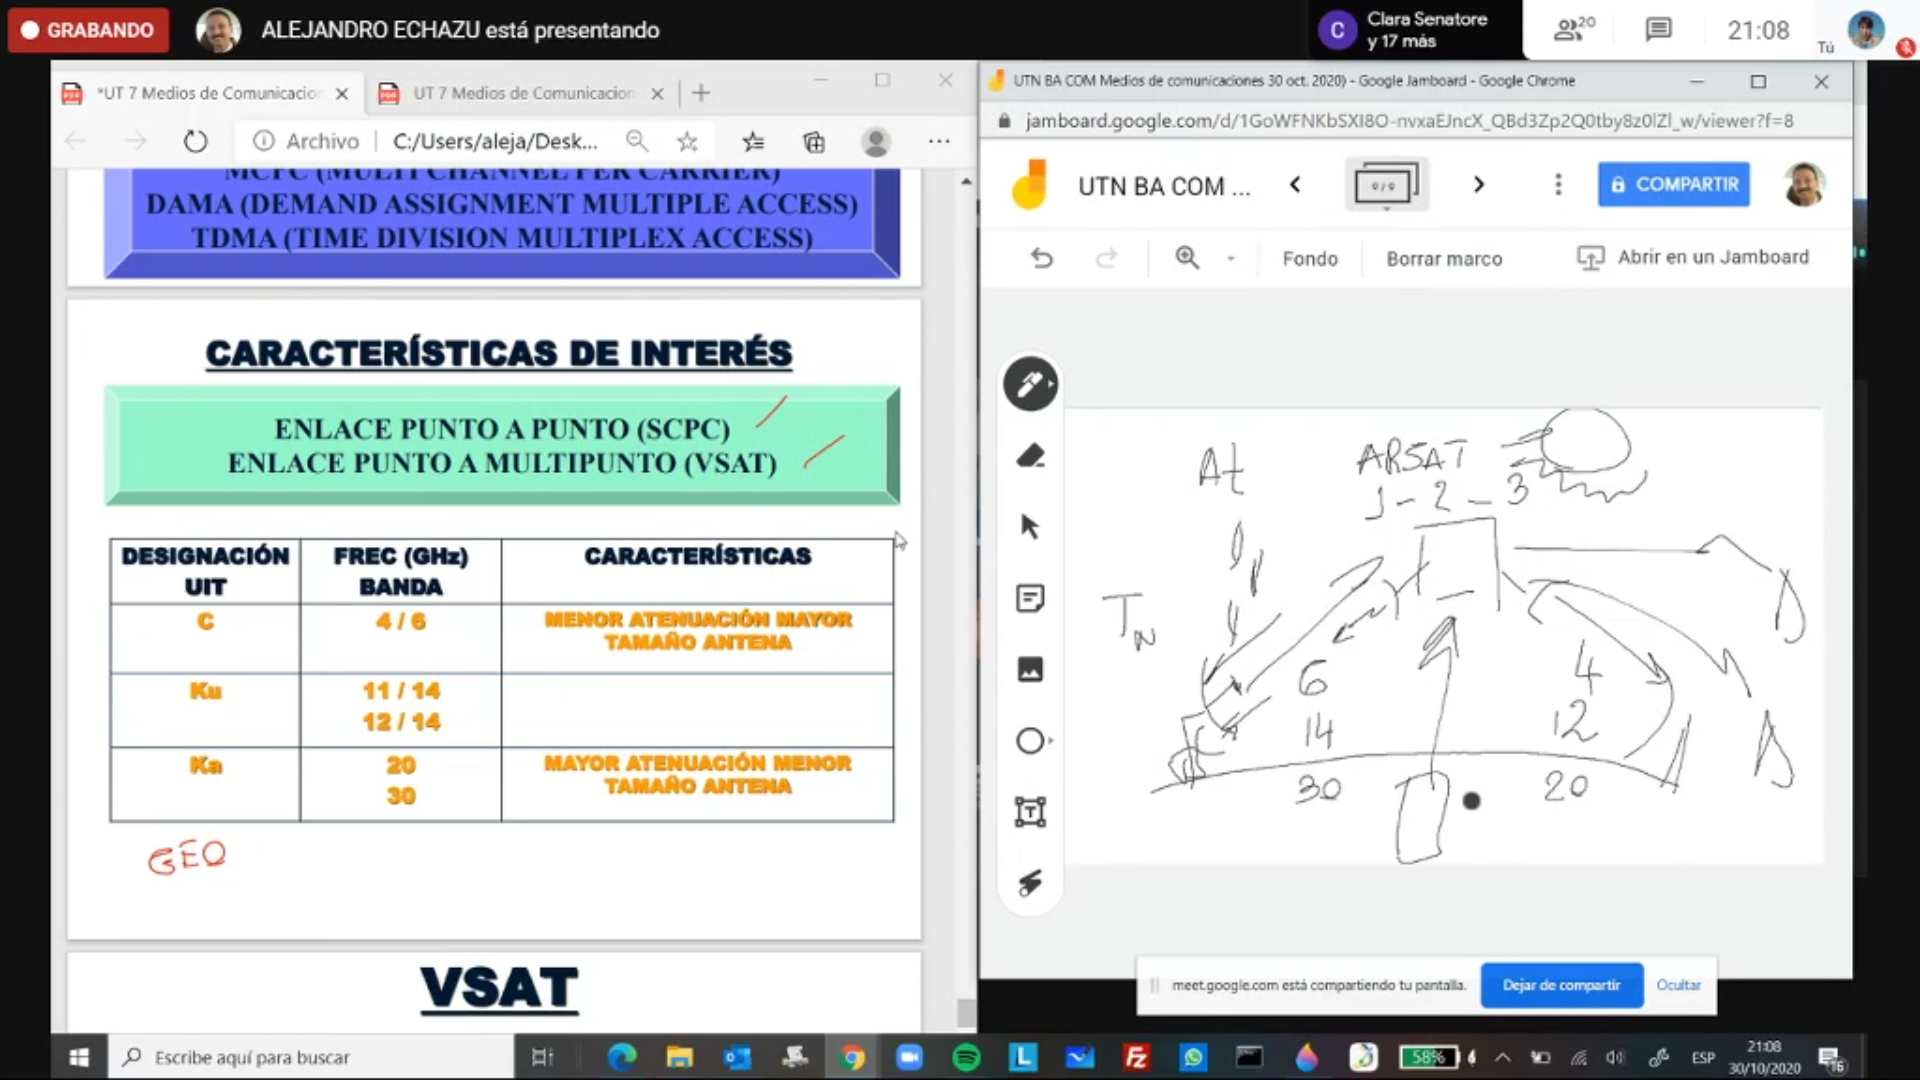 GRABANDO
ALEJANDRO ECHAZU está presentando
C
Clara Senatore
y 17 más
20
21:08
Tú
*UT 7 Medios de Comunicacio
UT 7 Medios de Comunicacion
Archivo
C:/Users/aleja/Desk...
MCPC (MULTI CHANNEL PER CARRIER)
DAMA (DEMAND ASSIGNMENT MULTIPLE ACCESS)
TDMA (TIME DIVISION MULTIPLEX ACCESS)
CARACTERÍSTICAS DE INTERÉS
ENLACE PUNTO A PUNTO (SCPC)
ENLACE PUNTO A MULTIPUNTO (VSAT)
DESIGNACIÓN UIT
FREC (GHz) BANDA
CARACTERÍSTICAS
C
4 / 6
MENOR ATENUACIÓN MAYOR
TAMAÑO ANTENA
Ku
11 / 14
12 / 14
Ka
20
30
MAYOR ATENUACIÓN MENOR
TAMAÑO ANTENA
GEO
VSAT
UTN BA COM Medios de comunicaciones 30 oct. 2020) - Google Jamboard - Google Chrome
jamboard.google.com/d/1GoWFNKbSXI8O-nvxaEJncX_QBd3Zp2Q0tby8z0lZl_w/viewer?f=8
UTN BA COM ...
COMPARTIR
Fondo
Borrar marco
Abrir en un Jamboard
At
ARSAT
1-2-3
TN
6
14
30
4
12
20
meet.google.com está compartiendo tu pantalla.
Dejar de compartir
Ocultar
Escribe aquí para buscar
58%
ESP
21:08
30/10/2020
16